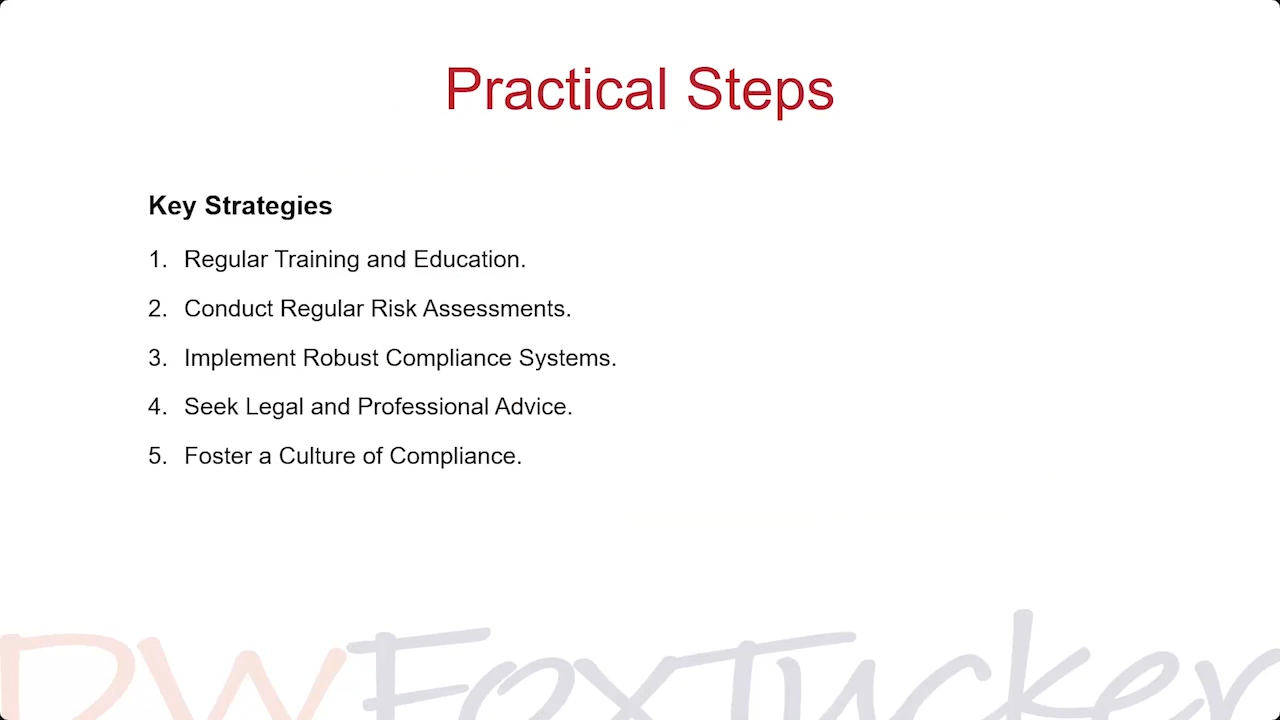 Practical Steps
Key Strategies
1. Regular Training and Education.
2. Conduct Regular Risk Assessments.
3. Implement Robust Compliance Systems.
4. Seek Legal and Professional Advice.
5. Foster a Culture of Compliance.
DWFoxTucker